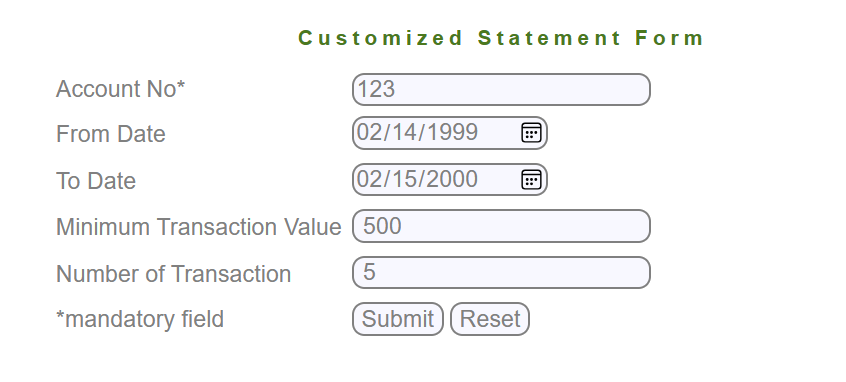 Customized Statement Form
Account No* 123
From Date 02/14/1999
To Date 02/15/2000
Minimum Transaction Value 500
Number of Transaction 5
*mandatory field Submit Reset